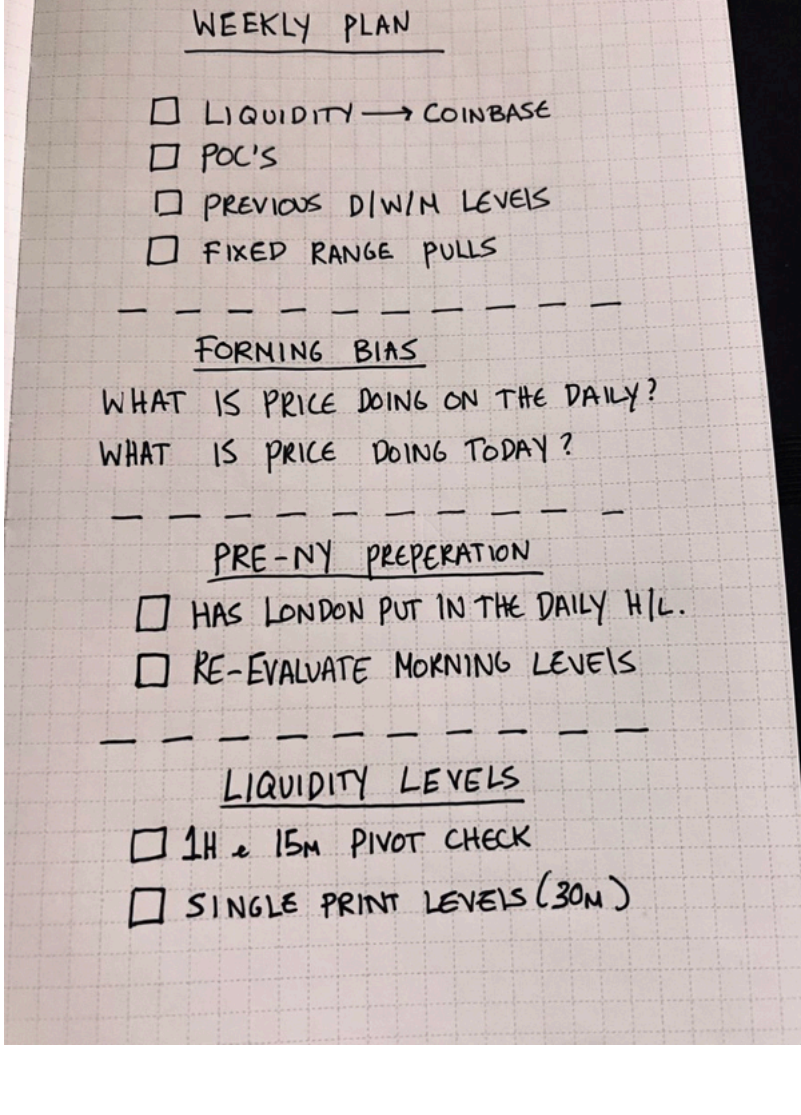 WEEKLY PLAN
LIQUIDITY → COINBASE
POC'S
PREVIOUS D/W/M LEVELS
FIXED RANGE PULLS
FORMING BIAS
WHAT IS PRICE DOING ON THE DAILY?
WHAT IS PRICE DOING TODAY?
PRE-NY PREPERATION
HAS LONDON PUT IN THE DAILY H/L.
RE-EVALUATE MORNING LEVELS
LIQUIDITY LEVELS
1H & 15M PIVOT CHECK
SINGLE PRINT LEVELS (30M)